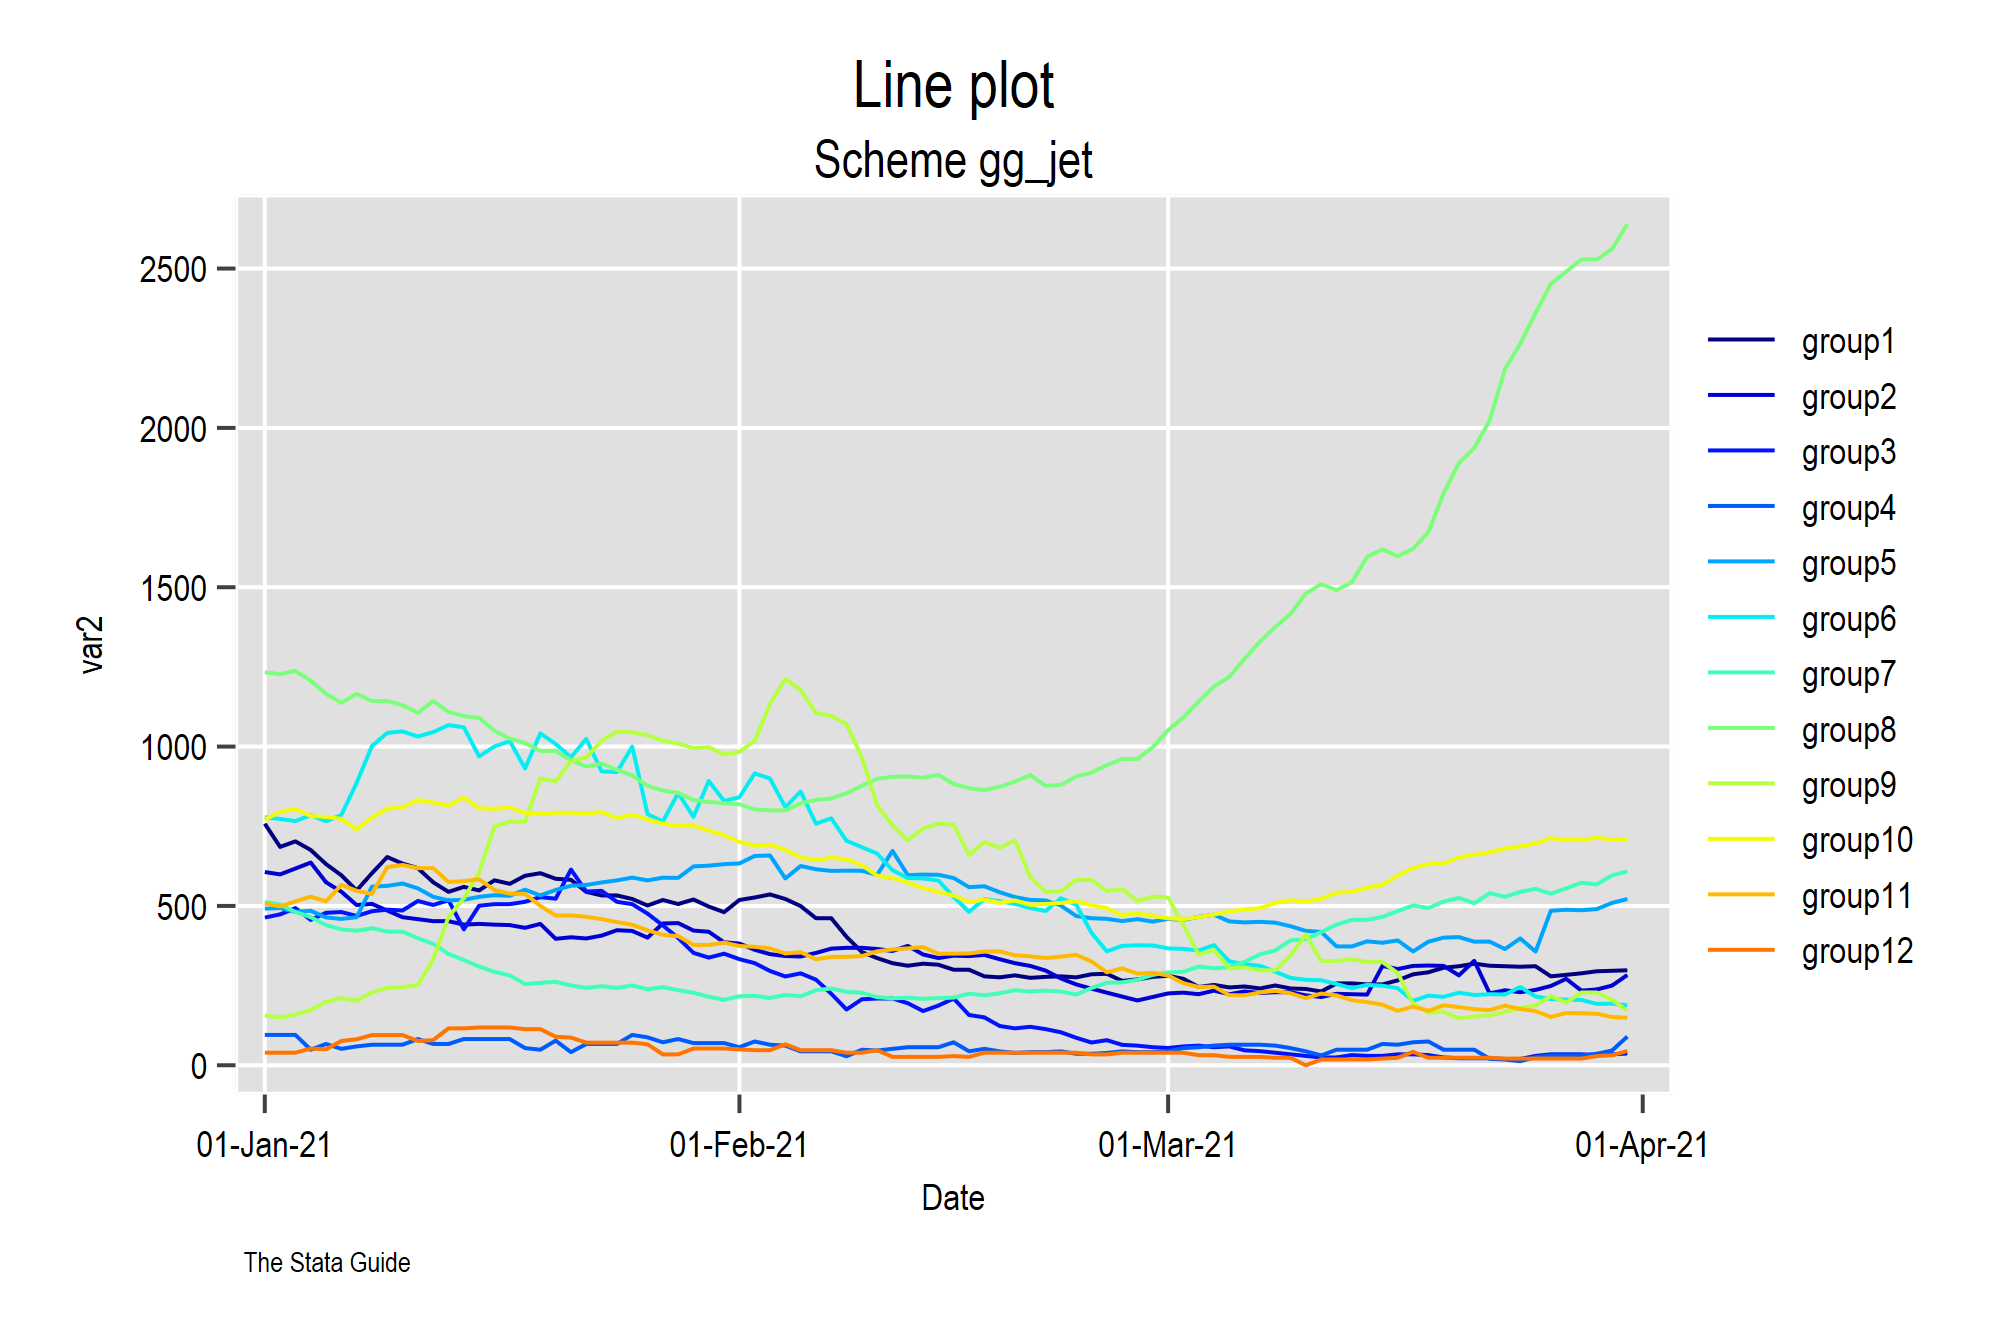 Line plot
Scheme gg_jet
2500
2000
1500
1000
500
0
var2
01-Jan-21
01-Feb-21
01-Mar-21
01-Apr-21
Date
group1
group2
group3
group4
group5
group6
group7
group8
group9
group10
group11
group12
The Stata Guide